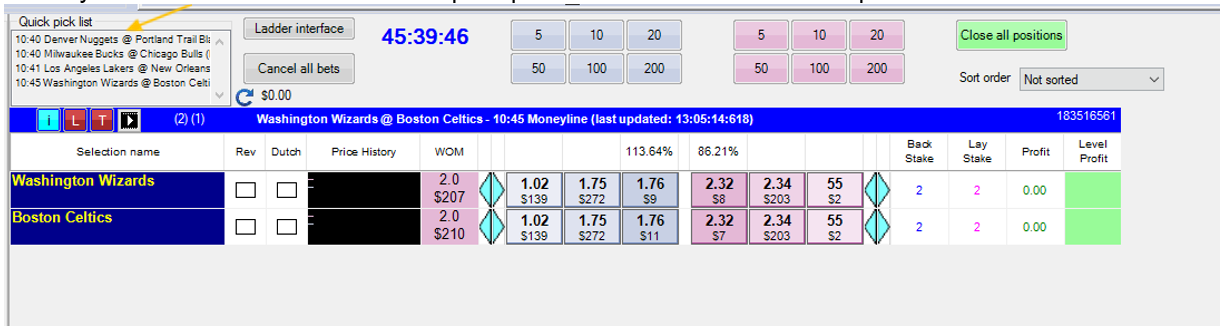 Quick pick list
10:40 Denver Nuggets @ Portland Trail Bla
10:40 Milwaukee Bucks @ Chicago Bulls (
10:41 Los Angeles Lakers @ New Orleans
10:45 Washington Wizards @ Boston Celti
Ladder interface
Cancel all bets
$0.00
45:39:46
5 10 20
50 100 200
5 10 20
50 100 200
Close all positions
Sort order Not sorted
i L T (2) (1) Washington Wizards @ Boston Celtics - 10:45 Moneyline (last updated: 13:05:14:618) 183516561
Selection name Rev Dutch Price History WOM 113.64% 86.21% Back Stake Lay Stake Profit Level Profit
Washington Wizards 2.0 1.02 1.75 1.76 2.32 2.34 55 2 2 0.00
$207 $139 $272 $9 $8 $203 $2
Boston Celtics 2.0 1.02 1.75 1.76 2.32 2.34 55 2 2 0.00
$210 $139 $272 $11 $7 $203 $2